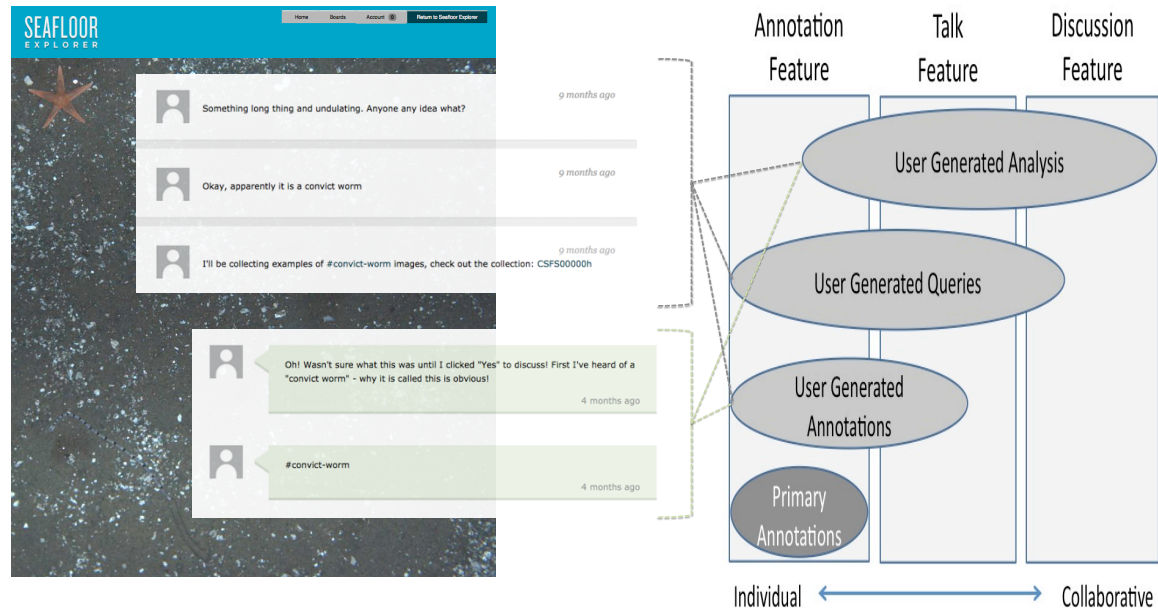 SEAFLOOR
EXPLORER
Home Boards Account 0 Return to Seafloor Explorer
9 months ago
Something long thing and undulating. Anyone any idea what?
9 months ago
Okay, apparently it is a convict worm
9 months ago
I'll be collecting examples of #convict-worm images, check out the collection: CSFS00000h
Oh! Wasn't sure what this was until I clicked "Yes" to discuss! First I've heard of a
"convict worm" - why it is called this is obvious!
4 months ago
#convict-worm
4 months ago
Annotation
Feature
Talk
Feature
Discussion
Feature
User Generated Analysis
User Generated Queries
User Generated
Annotations
Primary
Annotations
Individual
Collaborative